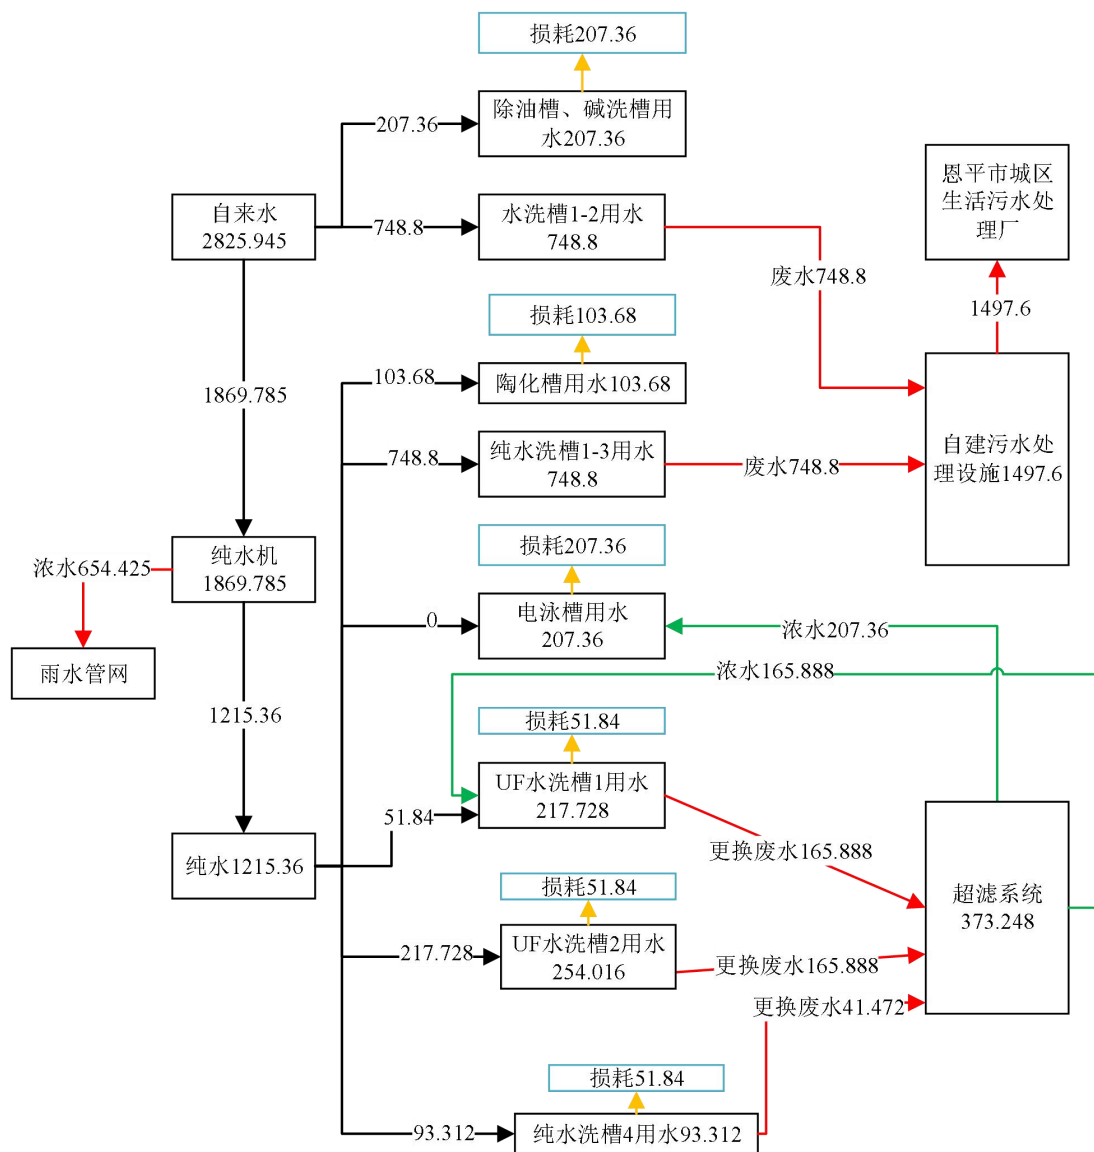 损耗207.36
207.36
除油槽、碱洗槽用
水207.36
自来水
2825.945
748.8
水洗槽1-2用水
748.8
恩平市城区
生活污水处
理厂
废水748.8
1497.6
损耗103.68
103.68
陶化槽用水103.68
1869.785
748.8
纯水洗槽1-3用水
748.8
废水748.8
自建污水处
理设施1497.6
浓水654.425
纯水机
1869.785
损耗207.36
0
电泳槽用水
207.36
浓水207.36
雨水管网
浓水165.888
1215.36
损耗51.84
51.84
UF水洗槽1用水
217.728
更换废水165.888
纯水1215.36
损耗51.84
超滤系统
373.248
217.728
UF水洗槽2用水
254.016
更换废水165.888
更换废水41.472
损耗51.84
93.312
纯水洗槽4用水93.312